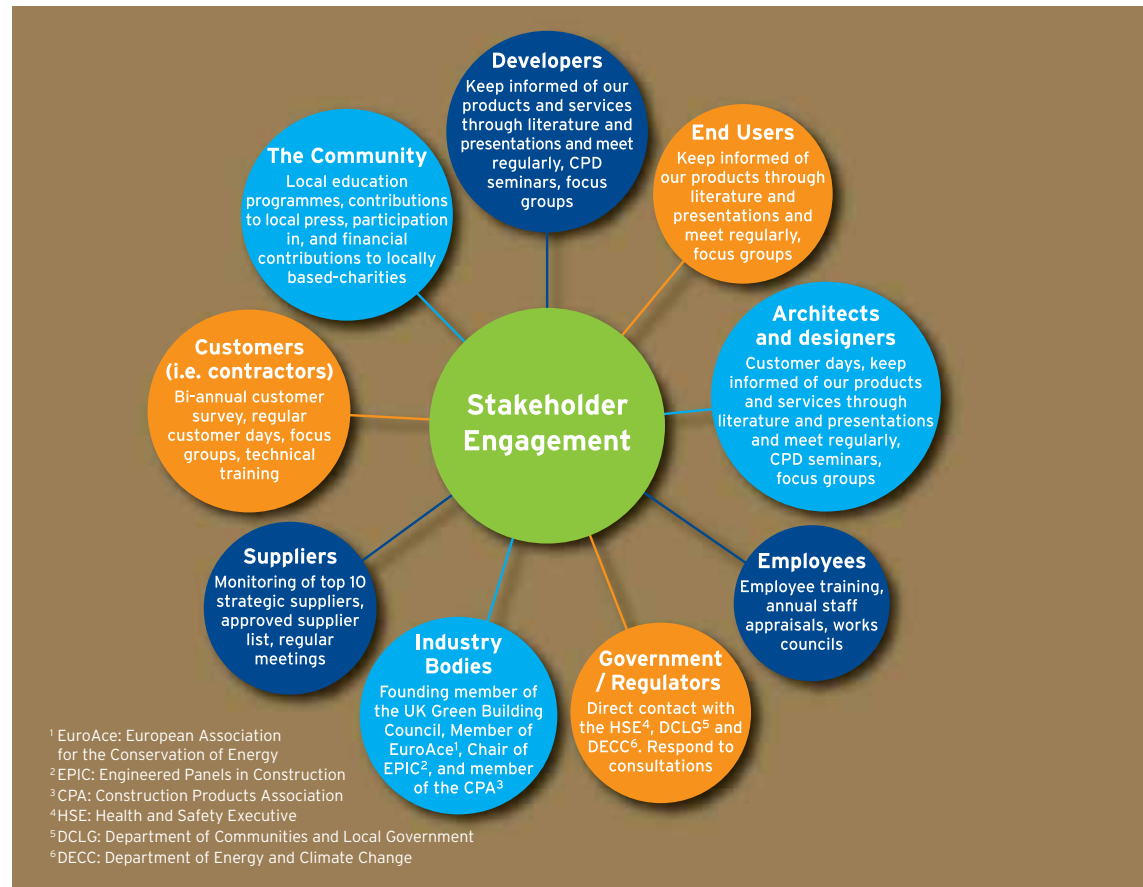 Developers
Keep informed of our
products and services
through literature and
presentations and meet
regularly, CPD
seminars, focus
groups
End Users
Keep informed of
our products through
literature and
presentations and
meet regularly,
focus groups
The Community
Local education
programmes, contributions
to local press, participation
in, and financial
contributions to locally
based-charities
Architects
and designers
Customer days, keep
informed of our products
and services through
literature and presentations
and meet regularly,
CPD seminars,
focus groups
Customers
(i.e. contractors)
Bi-annual customer
survey, regular
customer days, focus
groups, technical
training
Stakeholder
Engagement
Suppliers
Monitoring of top 10
strategic suppliers,
approved supplier
list, regular
meetings
Employees
Employee training,
annual staff
appraisals, works
councils
Industry
Bodies
Founding member of
the UK Green Building
Council, Member of
EuroAce¹, Chair of
EPIC², and member
of the CPA³
Government
/ Regulators
Direct contact with
the HSE⁴, DCLG⁵ and
DECC⁶. Respond to
consultations
¹ EuroAce: European Association
for the Conservation of Energy
² EPIC: Engineered Panels in Construction
³ CPA: Construction Products Association
⁴ HSE: Health and Safety Executive
⁵ DCLG: Department of Communities and Local Government
⁶ DECC: Department of Energy and Climate Change